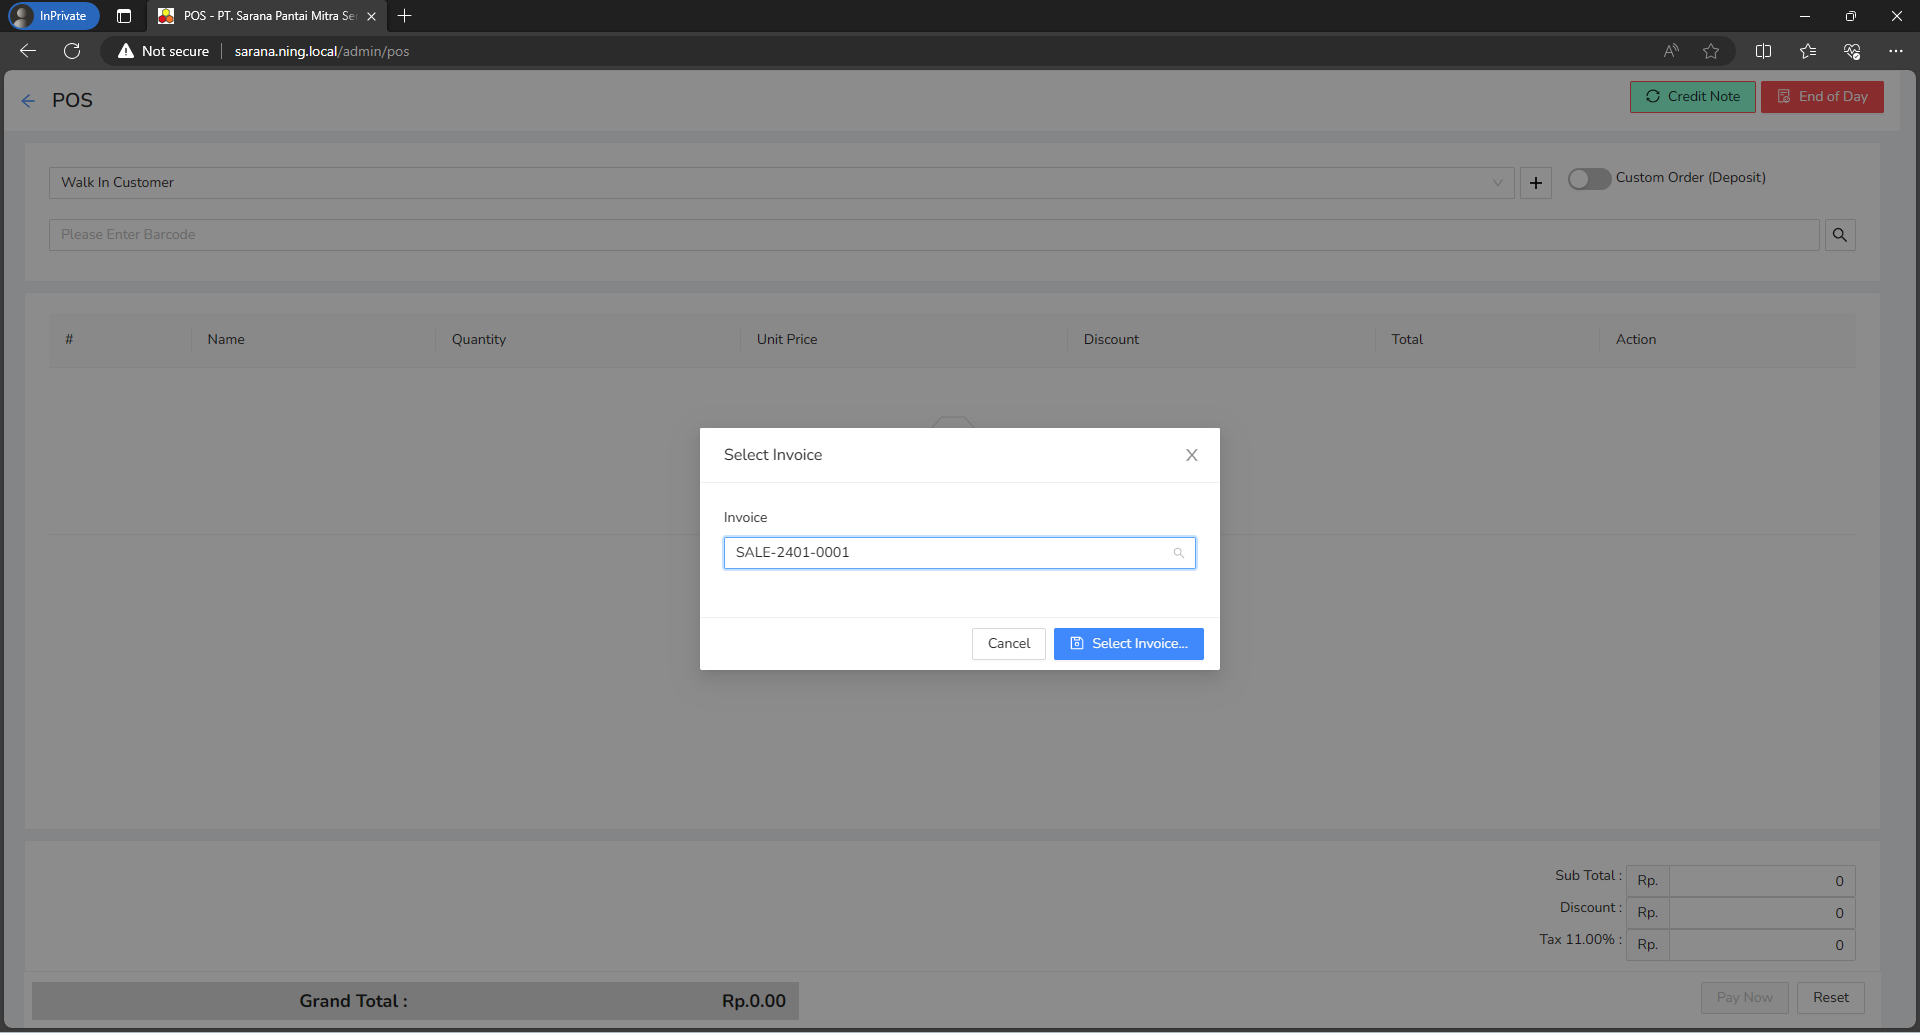 InPrivate
POS - PT. Sarana Pantai Mitra Se
Not secure
sarana.ning.local/admin/pos
POS
Credit Note
End of Day
Walk In Customer
Custom Order (Deposit)
Please Enter Barcode
# Name Quantity Unit Price Discount Total Action
Select Invoice
X
Invoice
SALE-2401-0001
Cancel
Select Invoice...
Sub Total : Rp. 0
Discount : Rp. 0
Tax 11.00% : Rp. 0
Grand Total : Rp.0.00
Pay Now
Reset